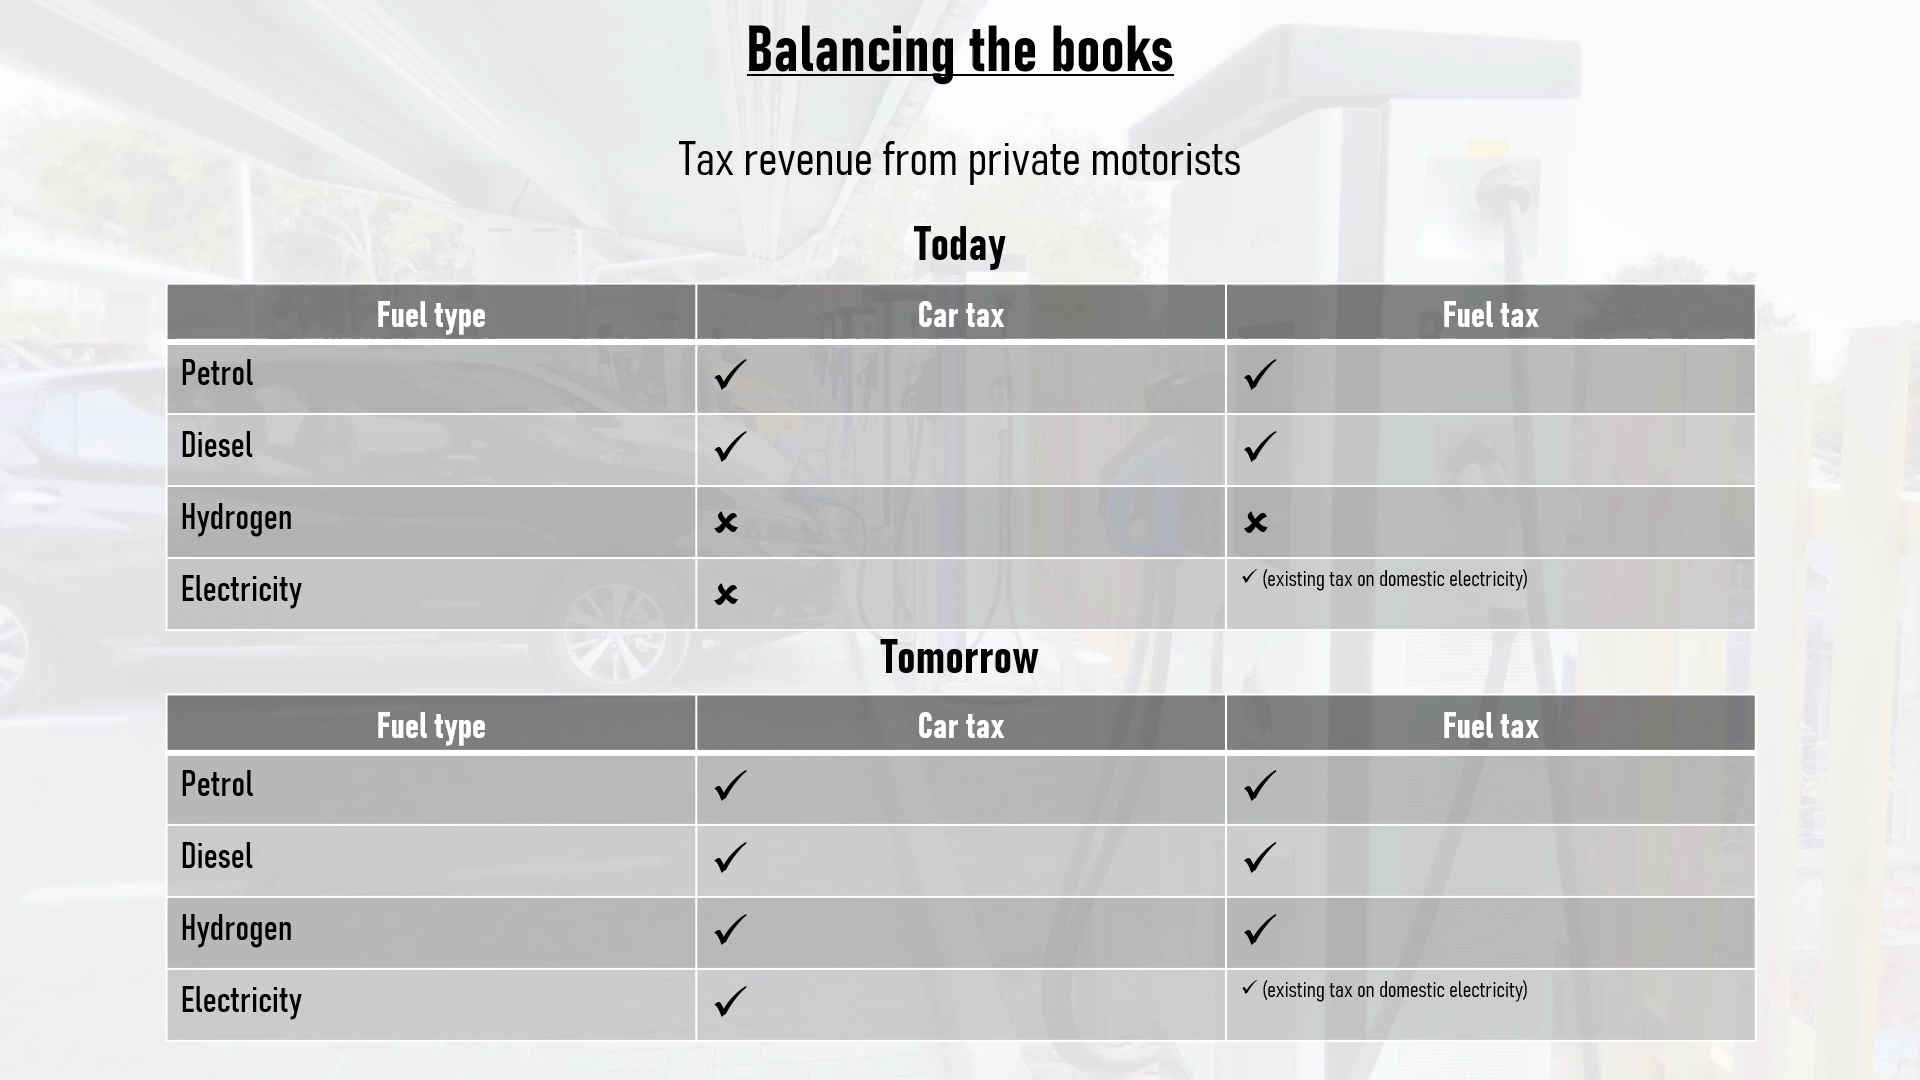 Balancing the books
Tax revenue from private motorists
Today
Fuel type Car tax Fuel tax
Petrol ✓ ✓
Diesel ✓ ✓
Hydrogen ✘ ✘
Electricity ✘ ✓ (existing tax on domestic electricity)
Tomorrow
Fuel type Car tax Fuel tax
Petrol ✓ ✓
Diesel ✓ ✓
Hydrogen ✓ ✓
Electricity ✓ ✓ (existing tax on domestic electricity)